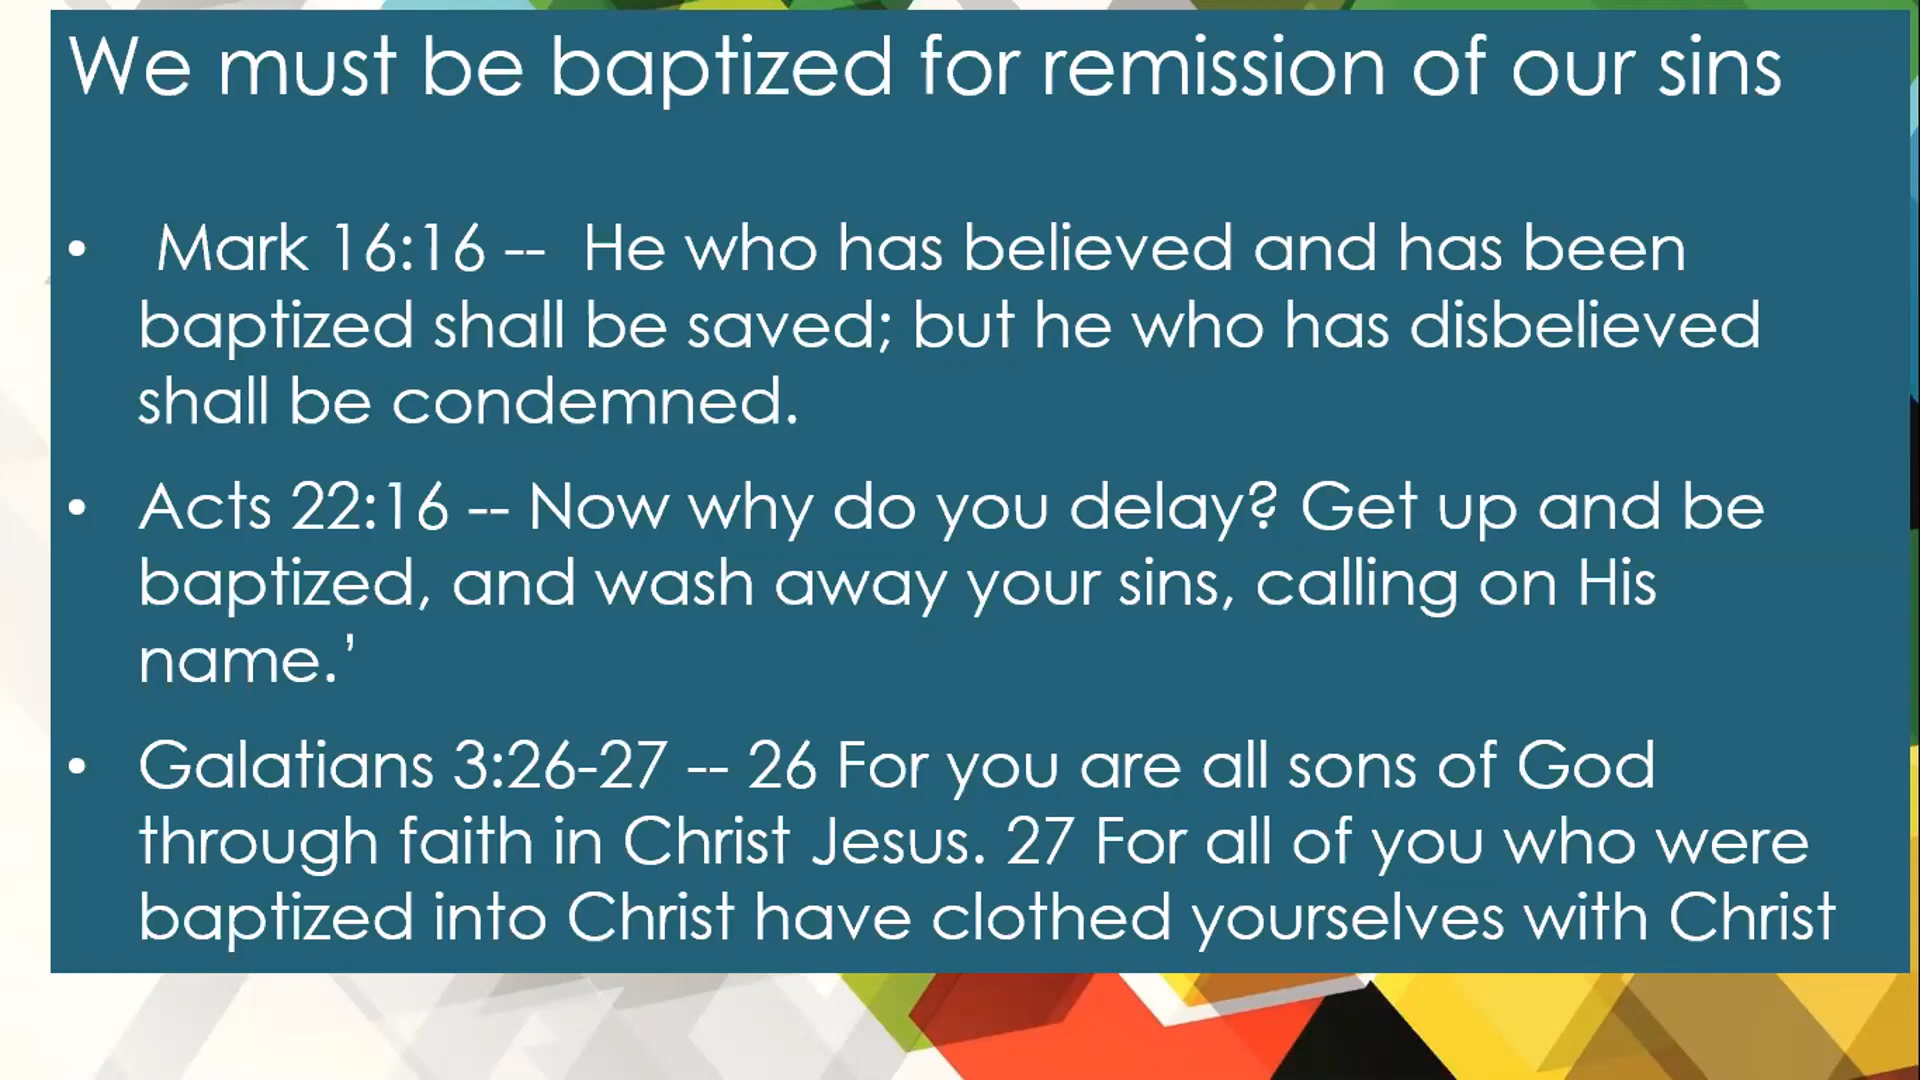 We must be baptized for remission of our sins
• Mark 16:16 -- He who has believed and has been
baptized shall be saved; but he who has disbelieved
shall be condemned.
• Acts 22:16 -- Now why do you delay? Get up and be
baptized, and wash away your sins, calling on His
name.’
• Galatians 3:26-27 -- 26 For you are all sons of God
through faith in Christ Jesus. 27 For all of you who were
baptized into Christ have clothed yourselves with Christ